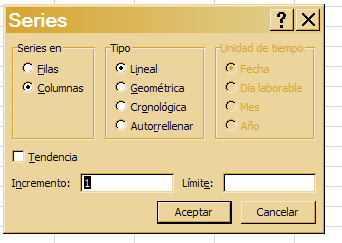 Series
Series en
Filas
Columnas
Tipo
Lineal
Geométrica
Cronológica
Autorrellenar
Unidad de tiempo
Fecha
Día laborable
Mes
Año
Tendencia
Incremento: 1
Límite:
Aceptar
Cancelar